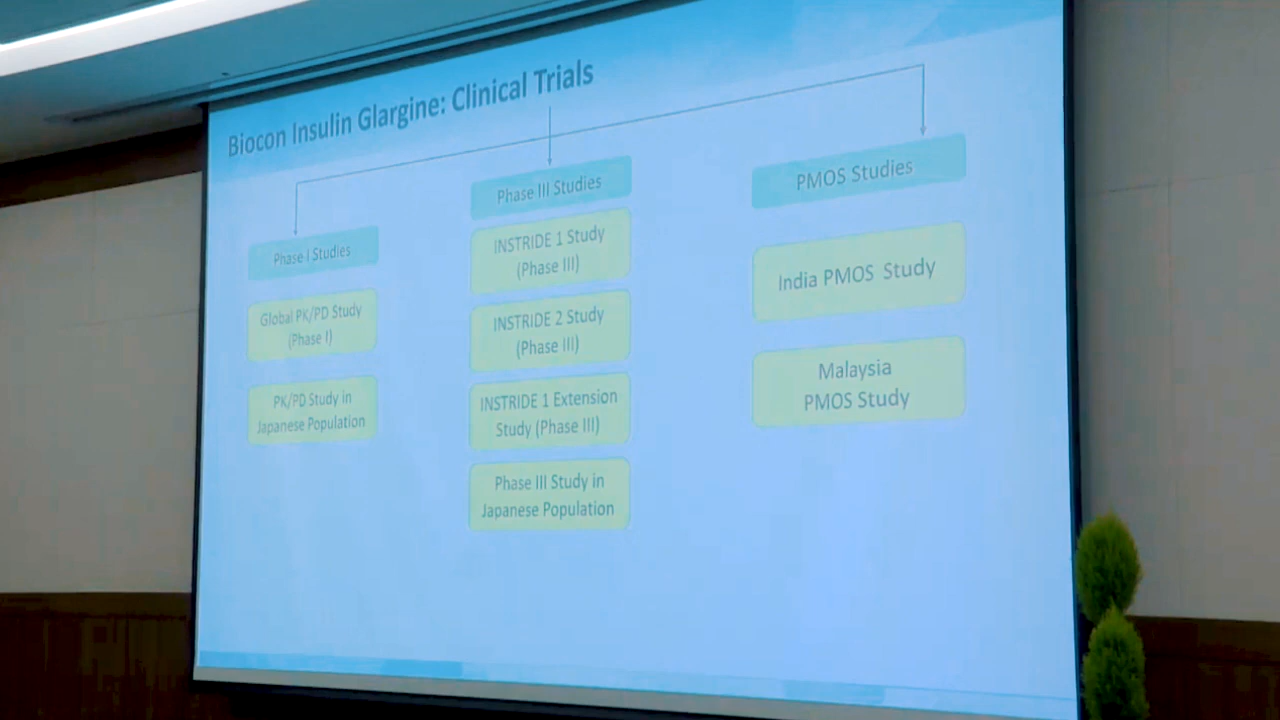 Biocon Insulin Glargine: Clinical Trials
Phase I Studies
Global PK/PD Study
(Phase I)
PK/PD Study in
Japanese Population
Phase III Studies
INSTRIDE 1 Study
(Phase III)
INSTRIDE 2 Study
(Phase III)
INSTRIDE 1 Extension
Study (Phase III)
Phase III Study in
Japanese Population
PMOS Studies
India PMOS Study
Malaysia
PMOS Study